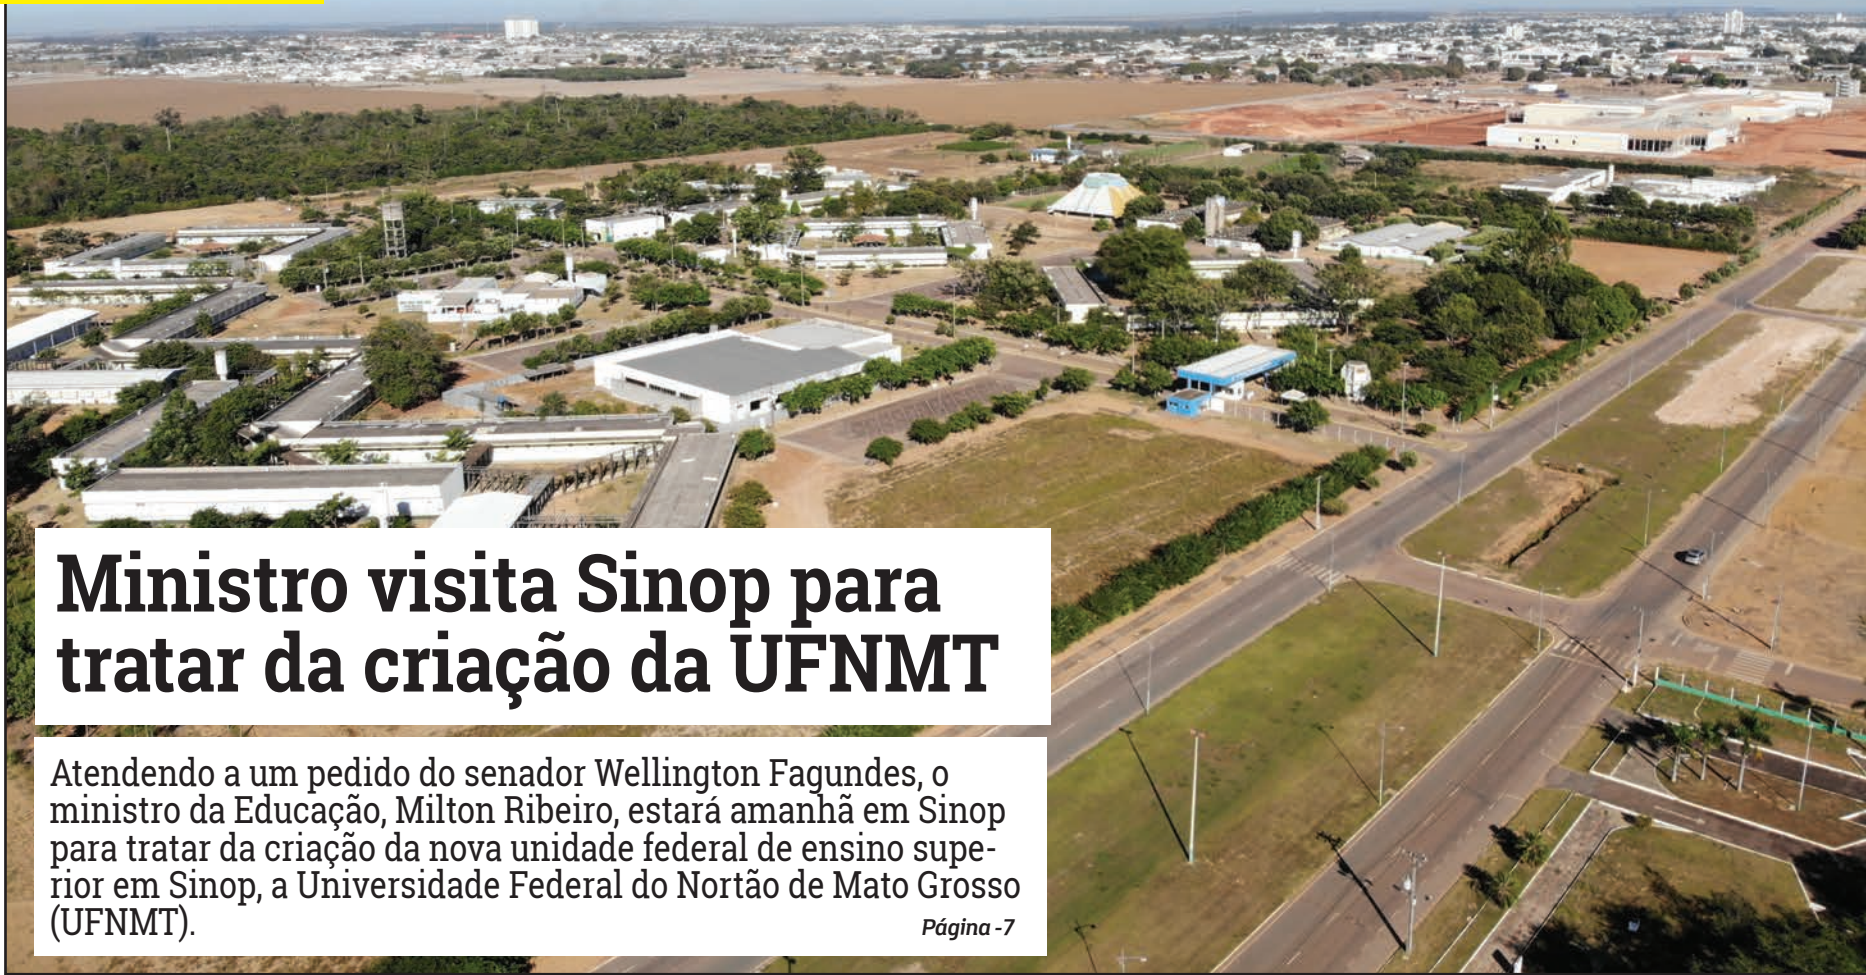 Ministro visita Sinop para
tratar da criação da UFNMT
Atendendo a um pedido do senador Wellington Fagundes, o
ministro da Educação, Milton Ribeiro, estará amanhã em Sinop
para tratar da criação da nova unidade federal de ensino supe-
rior em Sinop, a Universidade Federal do Nortão de Mato Grosso
(UFNMT).
Página -7